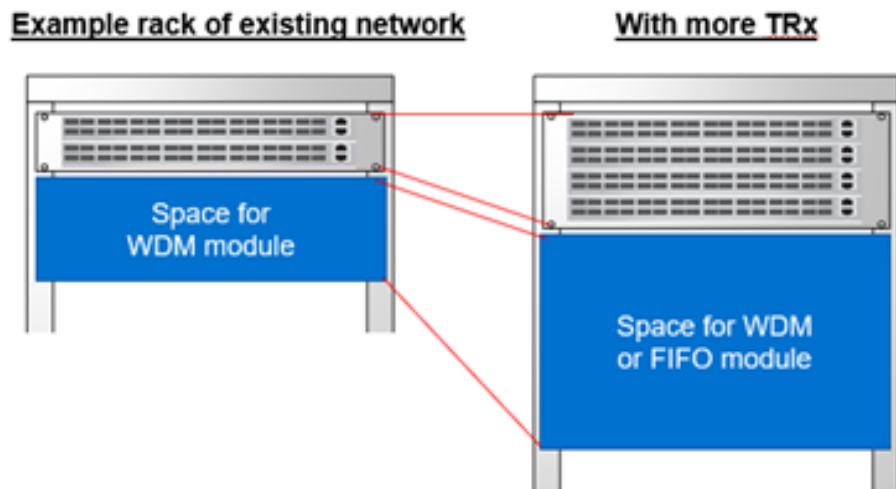 Example rack of existing network
With more TRx
Space for
WDM module
Space for WDM
or FIFO module